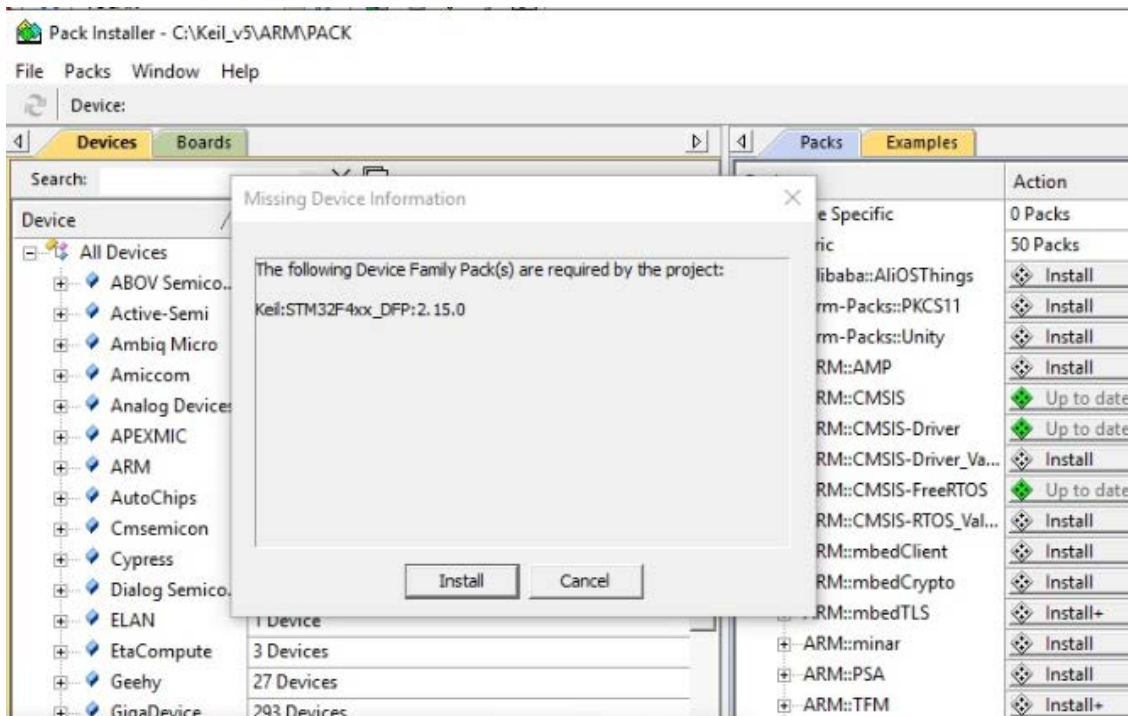 Pack Installer - C:\Keil_v5\ARM\PACK
File Packs Window Help
Device:
Devices Boards
Packs Examples
Search:
Device
Action
Missing Device Information
The following Device Family Pack(s) are required by the project:
Keil:STM32F4xx_DFP:2.15.0
Install Cancel
All Devices
ABOV Semico..
Active-Semi
Ambiq Micro
Amiccom
Analog Devices
APEXMIC
ARM
AutoChips
Cmsemicon
Cypress
Dialog Semico.
ELAN 1 Device
EtaCompute 3 Devices
Geehy 27 Devices
GigaDevice 293 Devices
e Specific 0 Packs
ric 50 Packs
libaba::AliOSThings Install
rm-Packs::PKCS11 Install
rm-Packs::Unity Install
RM::AMP Install
RM::CMSIS Up to date
RM::CMSIS-Driver Up to date
RM::CMSIS-Driver_Va... Install
RM::CMSIS-FreeRTOS Up to date
RM::CMSIS-RTOS_Val... Install
RM::mbedClient Install
RM::mbedCrypto Install
RM::mbedTLS Install+
ARM::minar Install
ARM::PSA Install
ARM::TFM Install+